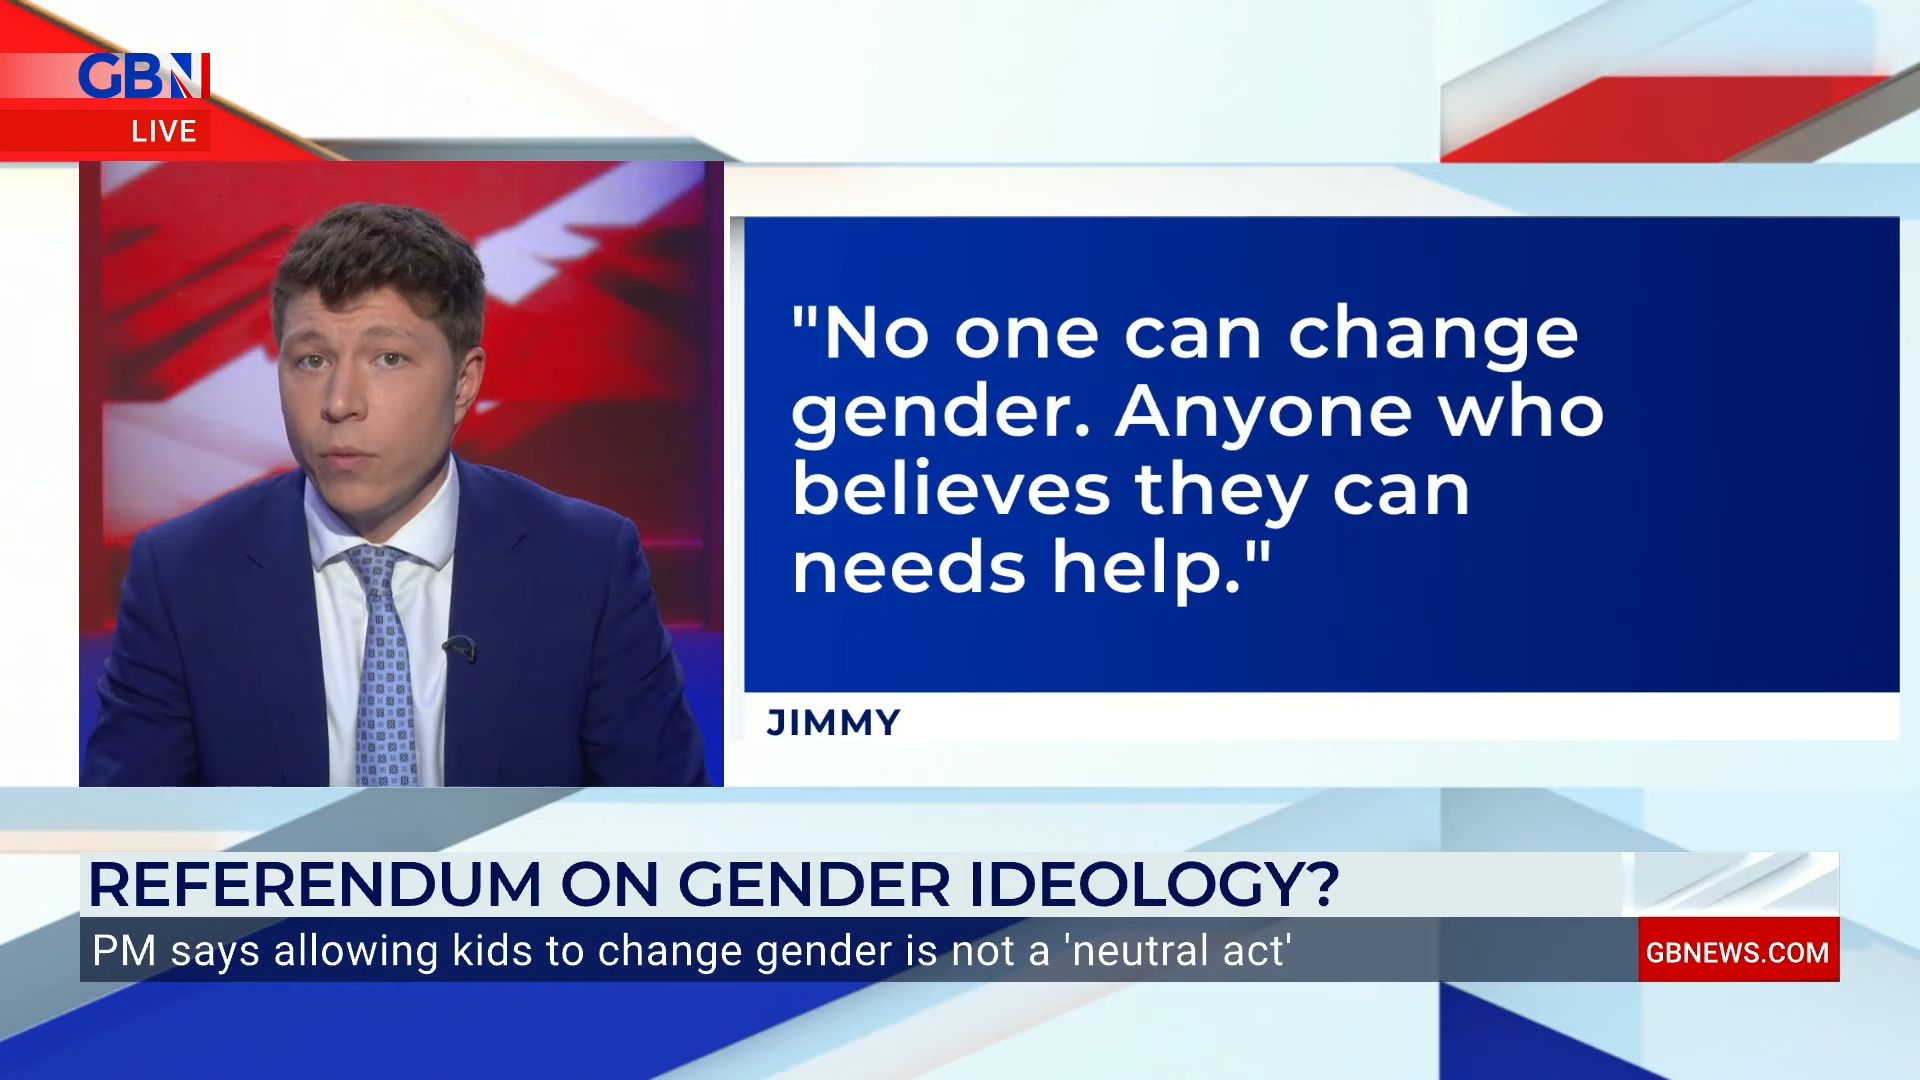 GBN
LIVE
"No one can change
gender. Anyone who
believes they can
needs help."
JIMMY
REFERENDUM ON GENDER IDEOLOGY?
PM says allowing kids to change gender is not a 'neutral act'
GBNEWS.COM